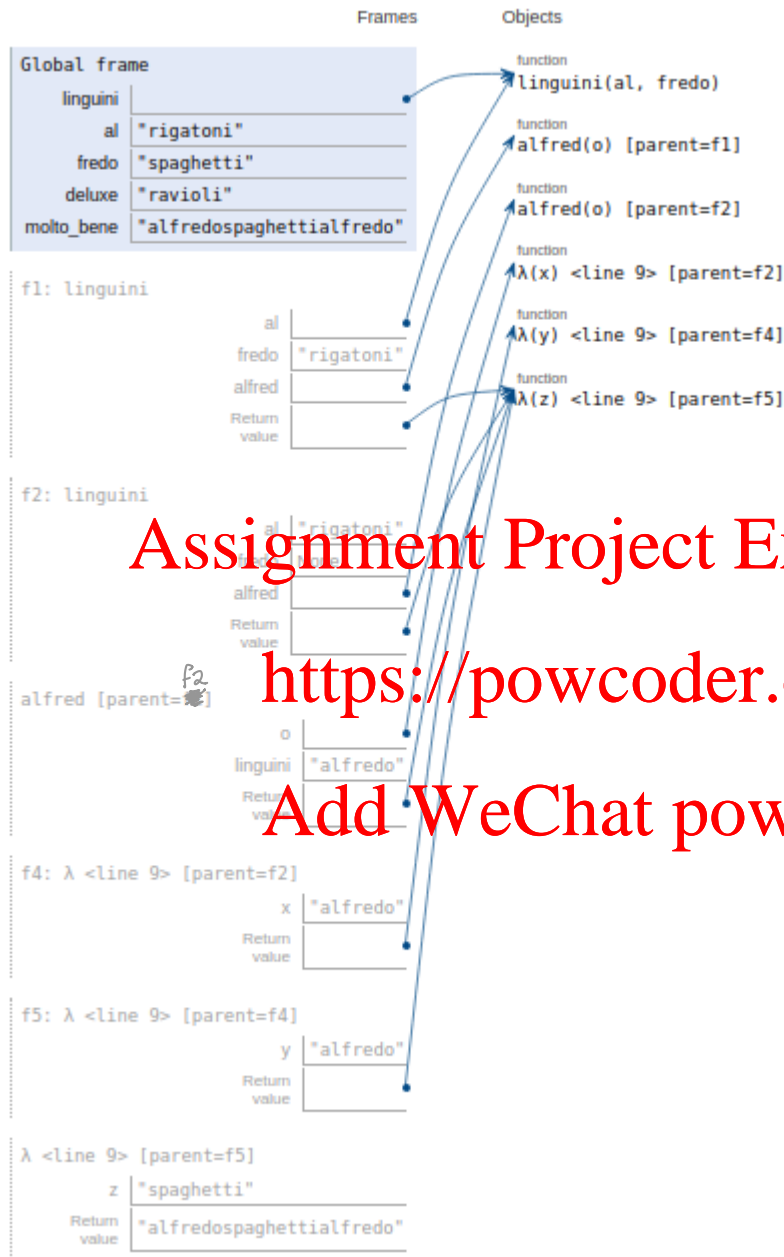 Frames Objects
Global frame
linguini
al "rigatoni"
fredo "spaghetti"
deluxe "ravioli"
molto_bene "alfredospaghettialfredo"
function
linguini(al, fredo)
function
alfred(o) [parent=f1]
function
alfred(o) [parent=f2]
function
λ(x) <line 9> [parent=f2]
function
λ(y) <line 9> [parent=f4]
function
λ(z) <line 9> [parent=f5]
f1: linguini
al
fredo "rigatoni"
alfred
Return
value
f2: linguini
al "rigatoni"
Assignment Project
fredo None
alfred
Return
value
f2
alfred [parent= ]
https://powcoder.
o
linguini "alfredo"
Return
value
Add WeChat pow
f4: λ <line 9> [parent=f2]
x "alfredo"
Return
value
f5: λ <line 9> [parent=f4]
y "alfredo"
Return
value
λ <line 9> [parent=f5]
z "spaghetti"
Return
value "alfredospaghettialfredo"